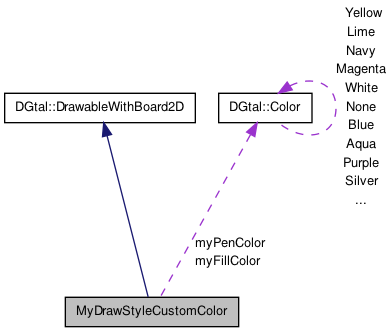 Yellow
Lime
Navy
Magenta
White
None
Blue
Aqua
Purple
Silver
...
DGtal::DrawableWithBoard2D
DGtal::Color
myPenColor
myFillColor
MyDrawStyleCustomColor